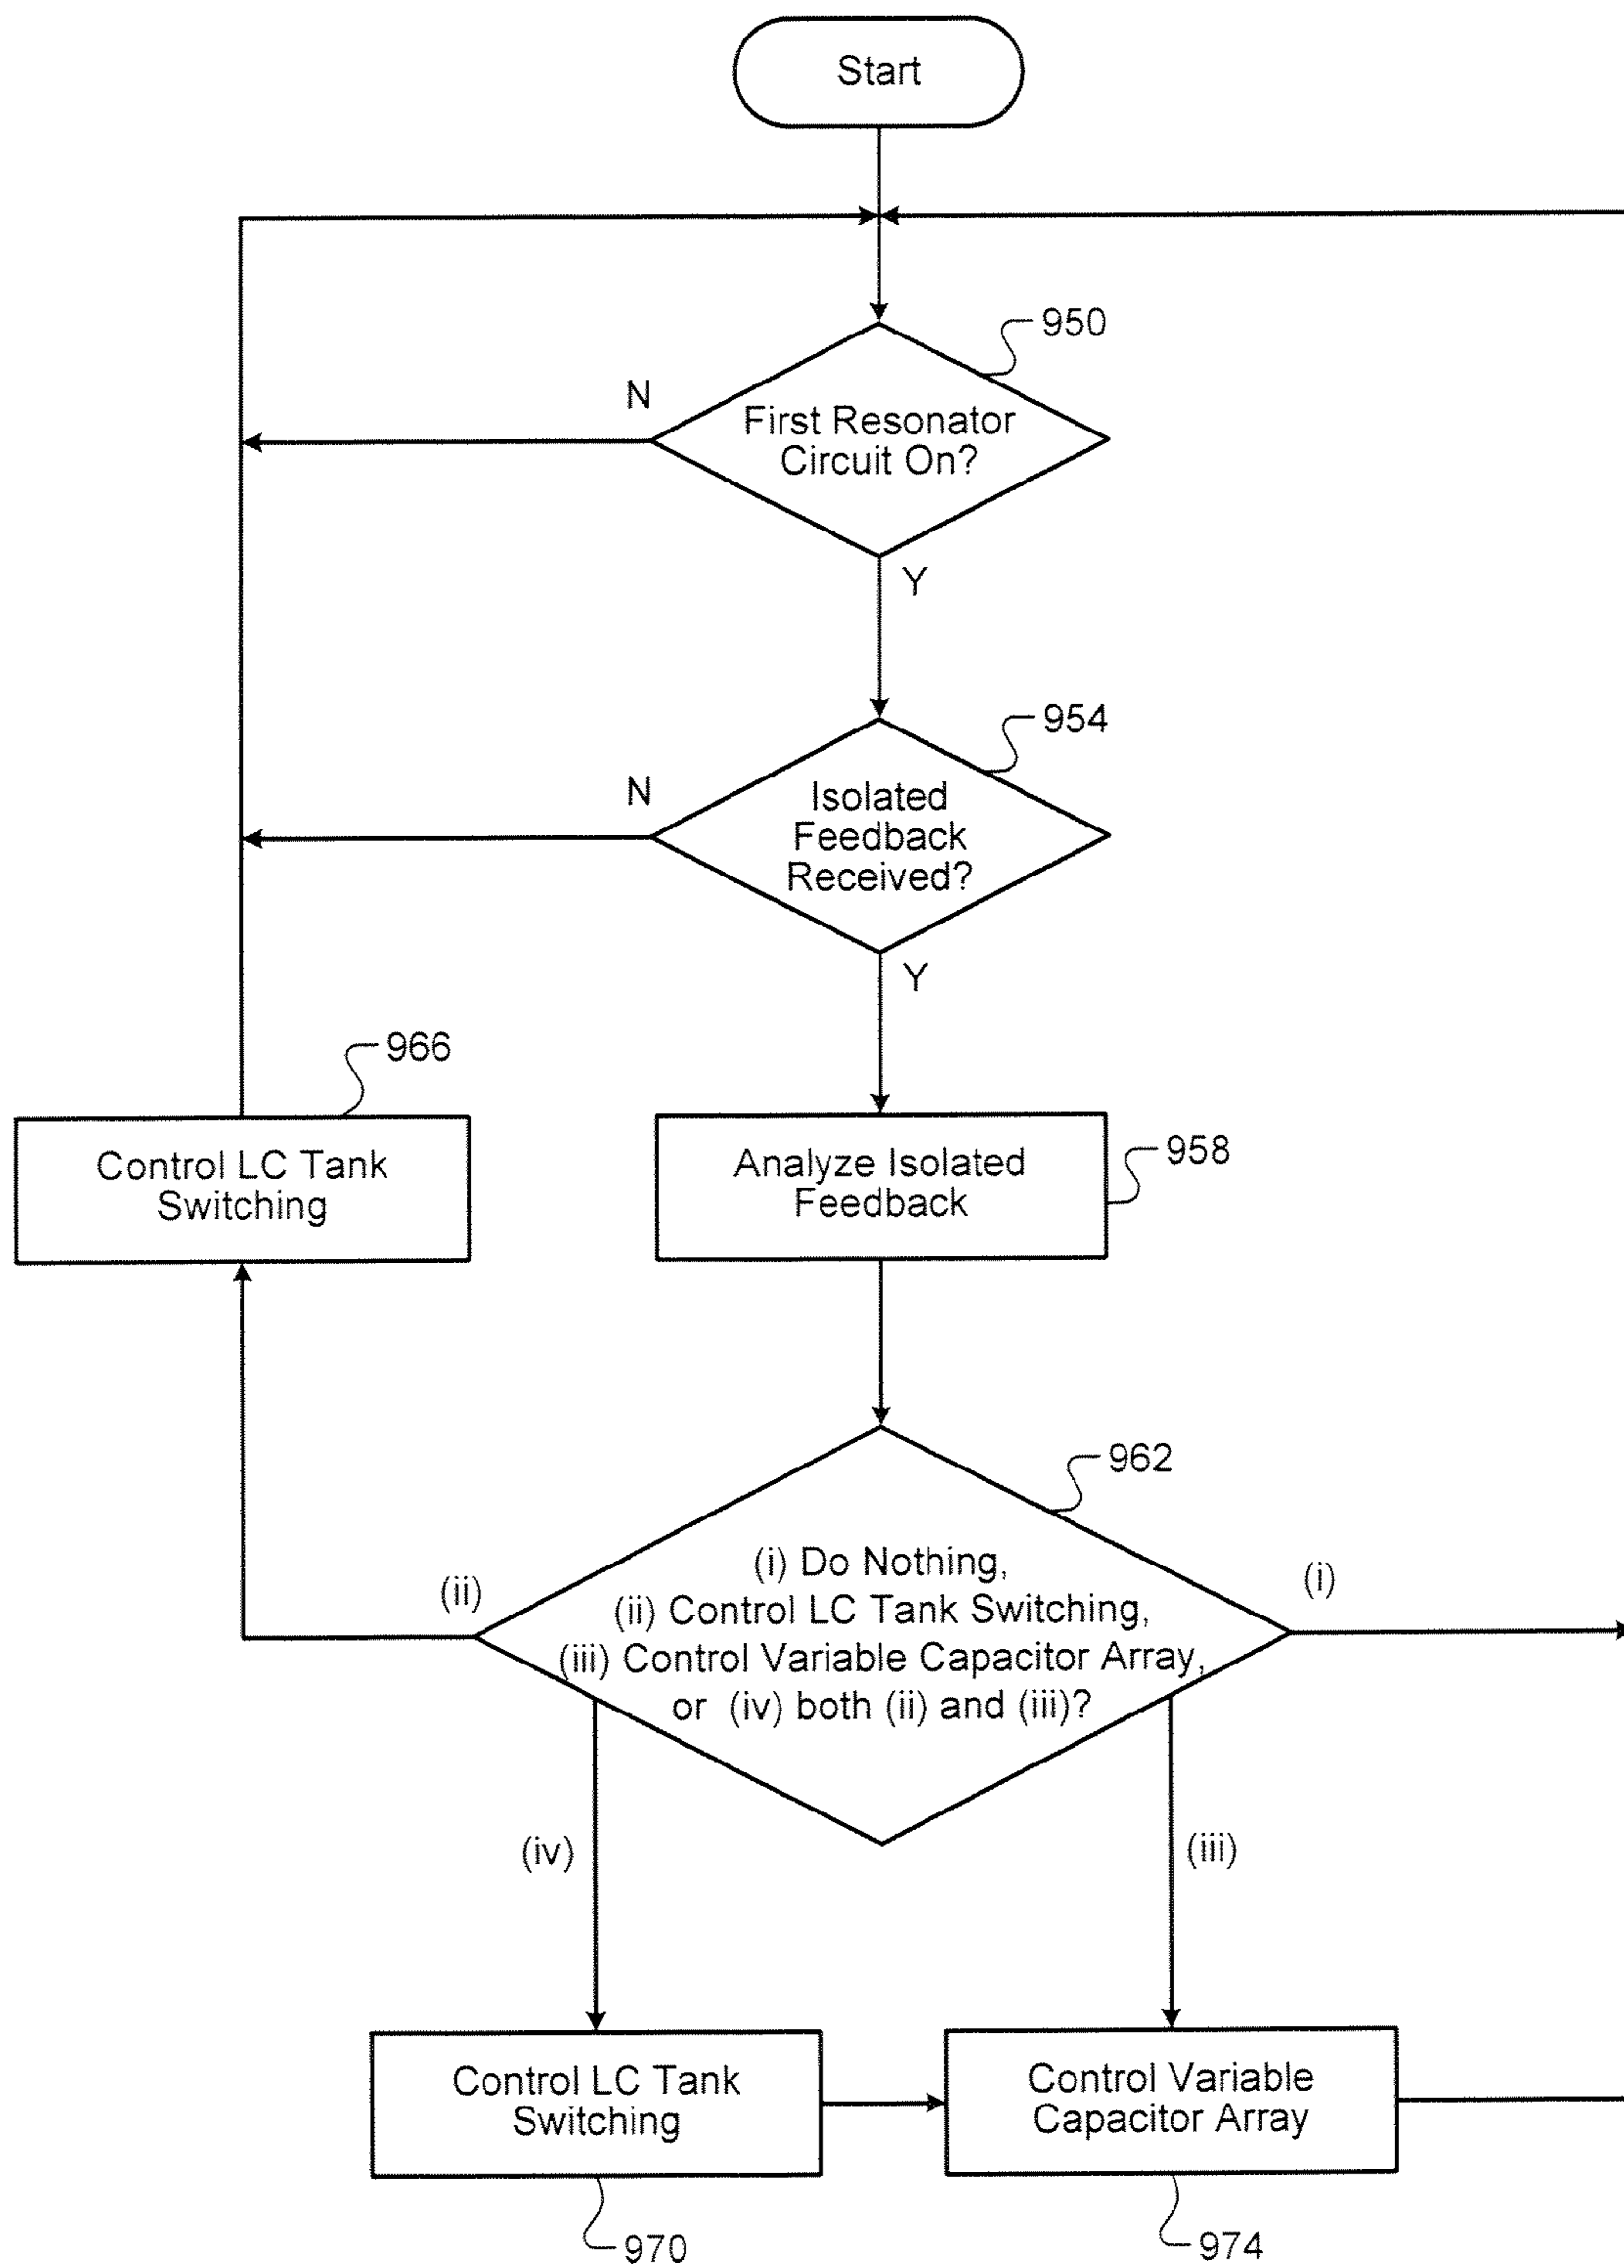 Start
950
N
First Resonator
Circuit On?
Y
954
N
Isolated
Feedback
Received?
Y
966
Control LC Tank
Switching
Analyze Isolated
Feedback
958
962
(i) Do Nothing,
(ii) Control LC Tank Switching,
(iii) Control Variable Capacitor Array,
or (iv) both (ii) and (iii)?
(ii)
(i)
(iv)
(iii)
Control LC Tank
Switching
Control Variable
Capacitor Array
970
974